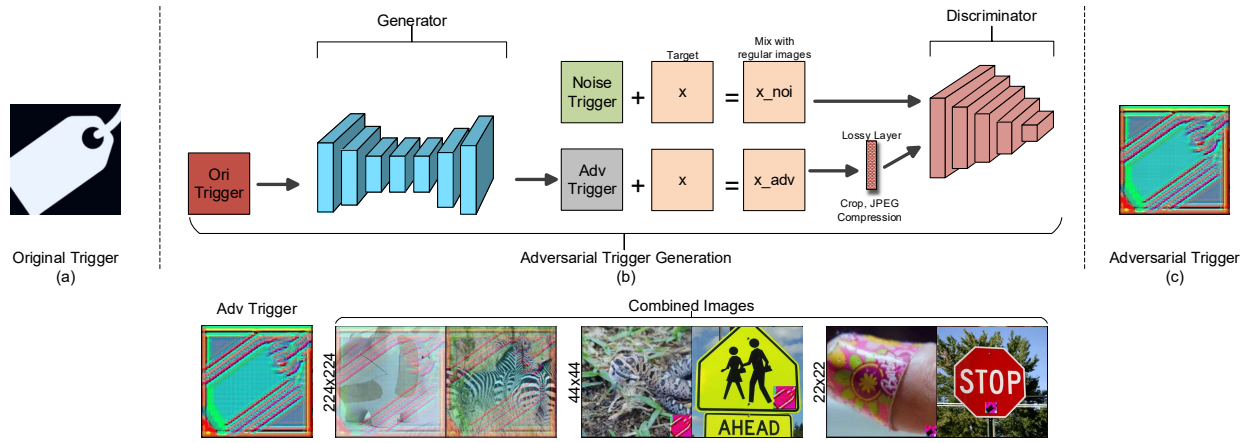 Generator
Discriminator
Noise
Trigger
+
Target
x
=
Mix with
regular images
x_noi
Lossy Layer
Ori
Trigger
Adv
Trigger
+
x
=
x_adv
Crop, JPEG
Compression
Original Trigger
(a)
Adversarial Trigger Generation
(b)
Adversarial Trigger
(c)
Adv Trigger
Combined Images
224x224
44x44
AHEAD
22x22
STOP